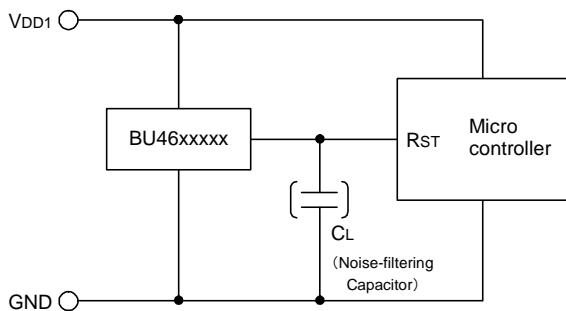 VDD1
BU46xxxxx
RST
Micro
controller
CL
（Noise-filtering
Capacitor）
GND